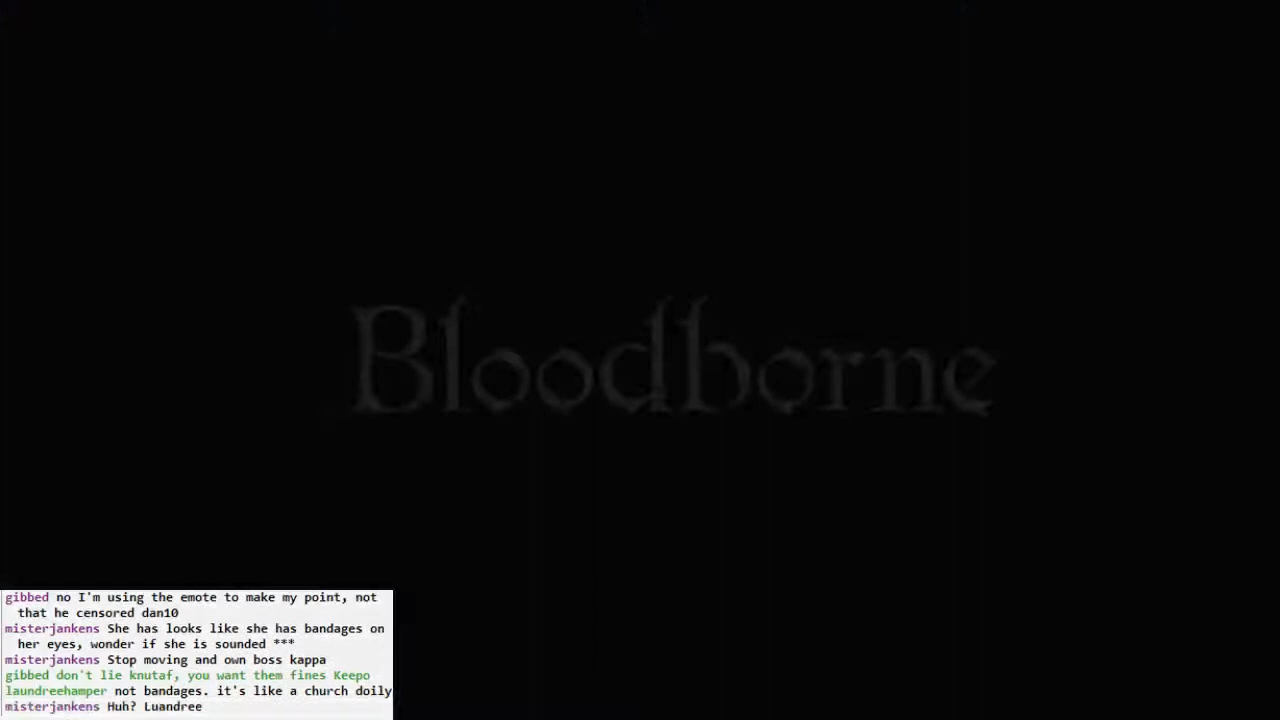 Bloodborne
gibbed no I'm using the emote to make my point, not
that he censored dan10
misterjankens She has looks like she has bandages on
her eyes, wonder if she is sounded ***
misterjankens Stop moving and own boss kappa
gibbed don't lie knutaf, you want them fines Keepo
laundreehamper not bandages. it's like a church doily
misterjankens Huh? Luandree